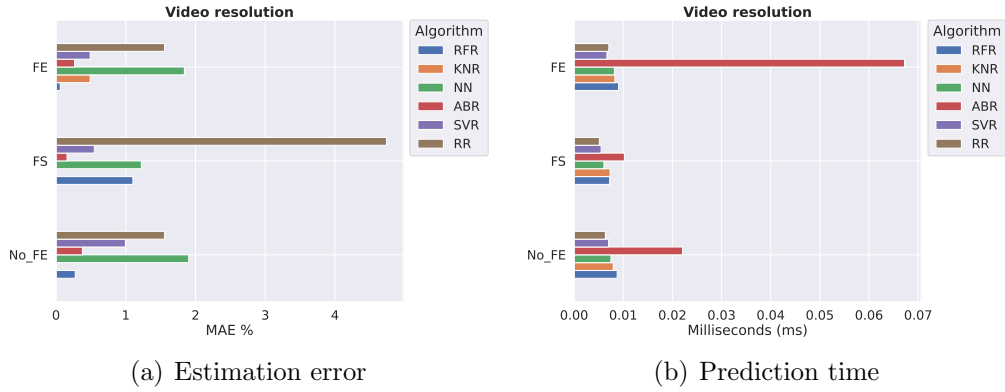 Video resolution
FE
FS
No_FE
0 1 2 3 4
MAE %
Algorithm
RFR
KNR
NN
ABR
SVR
RR
(a) Estimation error
Video resolution
FE
FS
No_FE
0.00 0.01 0.02 0.03 0.04 0.05 0.06 0.07
Milliseconds (ms)
Algorithm
RFR
KNR
NN
ABR
SVR
RR
(b) Prediction time